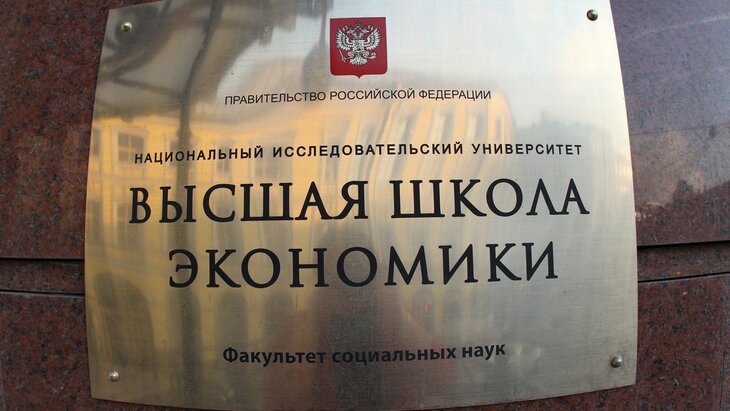 ПРАВИТЕЛЬСТВО РОССИЙСКОЙ ФЕДЕРАЦИИ
НАЦИОНАЛЬНЫЙ ИССЛЕДОВАТЕЛЬСКИЙ УНИВЕРСИТЕТ
ВЫСШАЯ ШКОЛА
ЭКОНОМИКИ
Факультет социальных наук